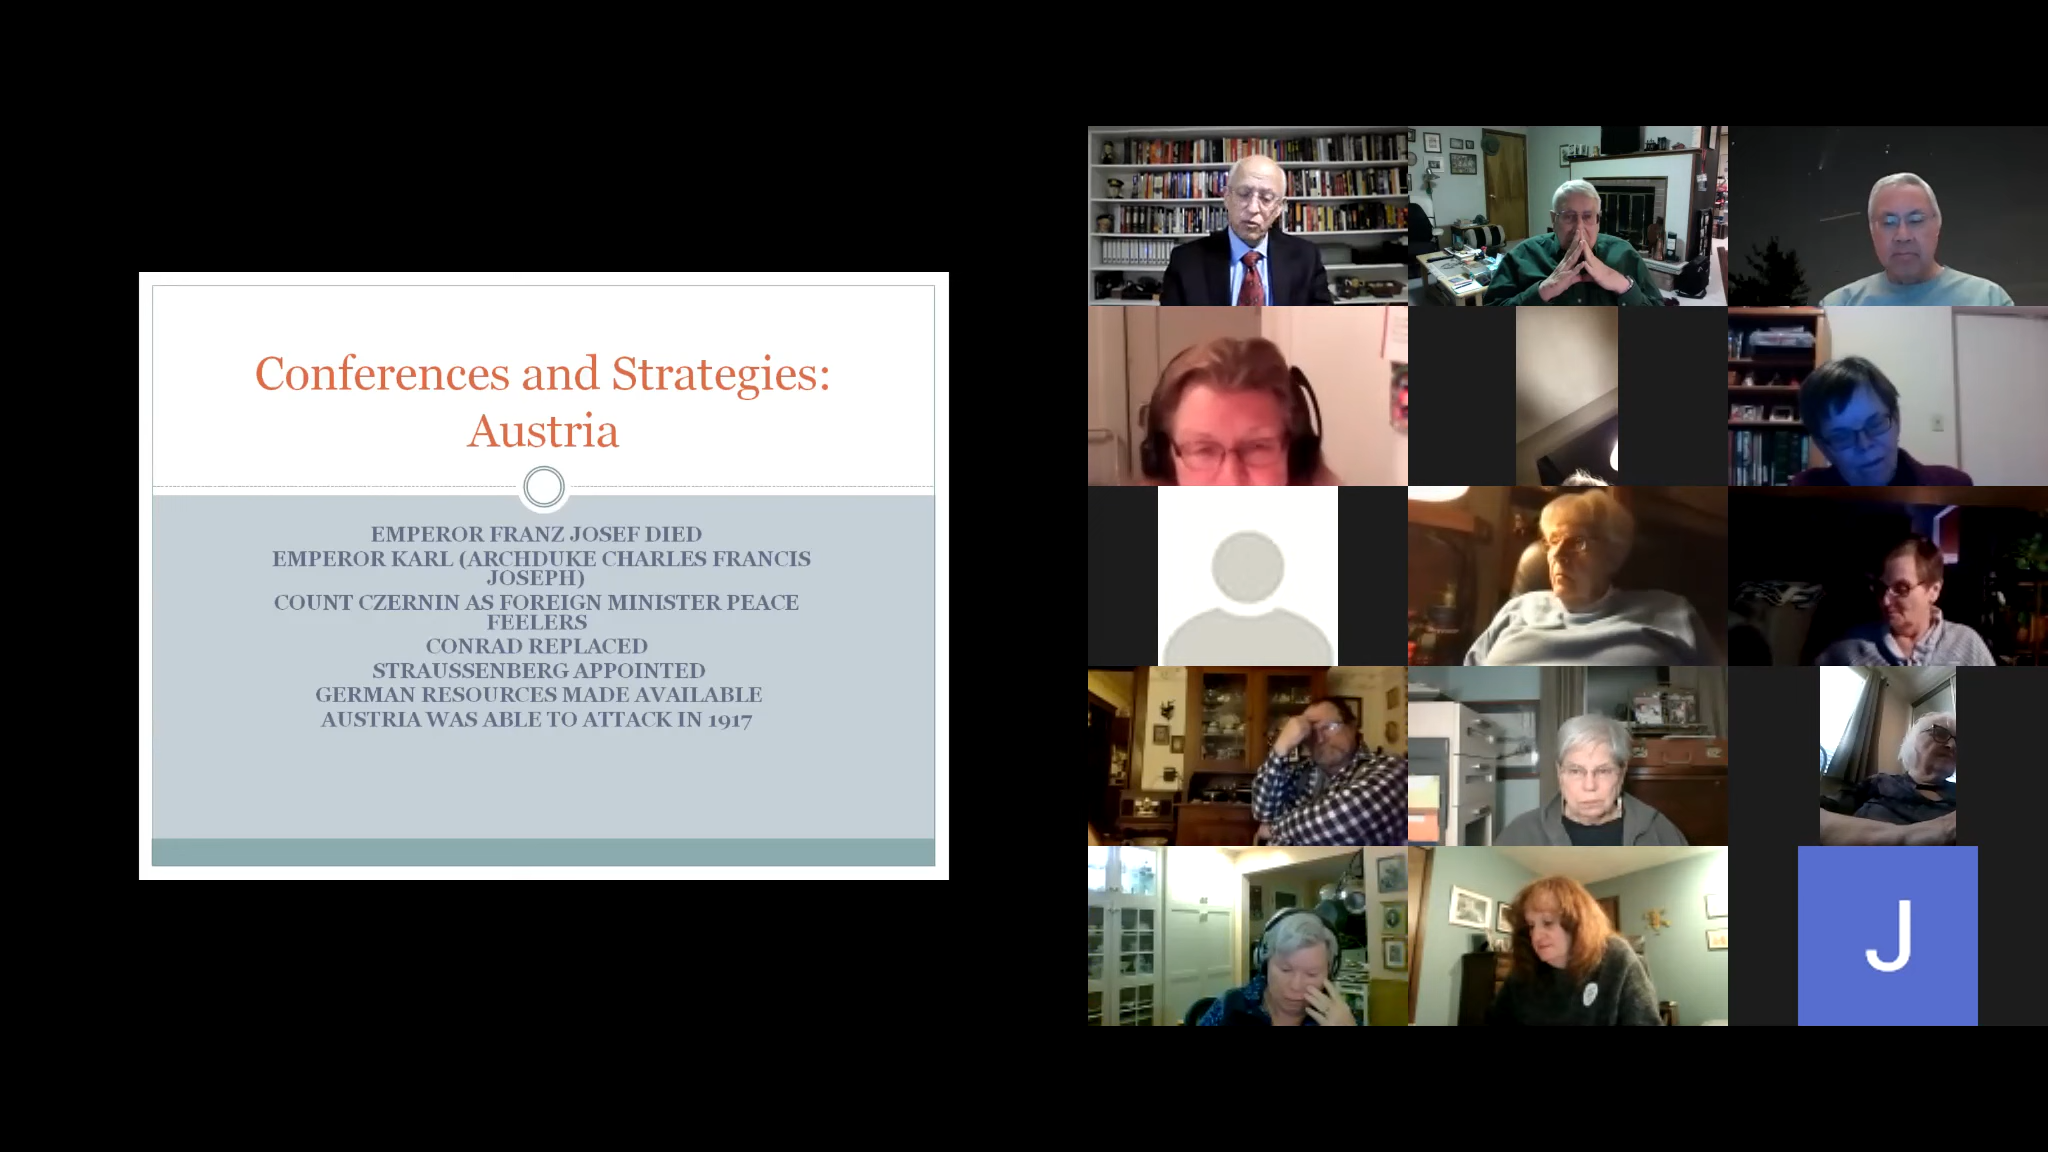 Conferences and Strategies:
Austria
EMPEROR FRANZ JOSEF DIED
EMPEROR KARL (ARCHDUKE CHARLES FRANCIS
JOSEPH)
COUNT CZERNIN AS FOREIGN MINISTER PEACE
FEELERS
CONRAD REPLACED
STRAUSSENBERG APPOINTED
GERMAN RESOURCES MADE AVAILABLE
AUSTRIA WAS ABLE TO ATTACK IN 1917
J